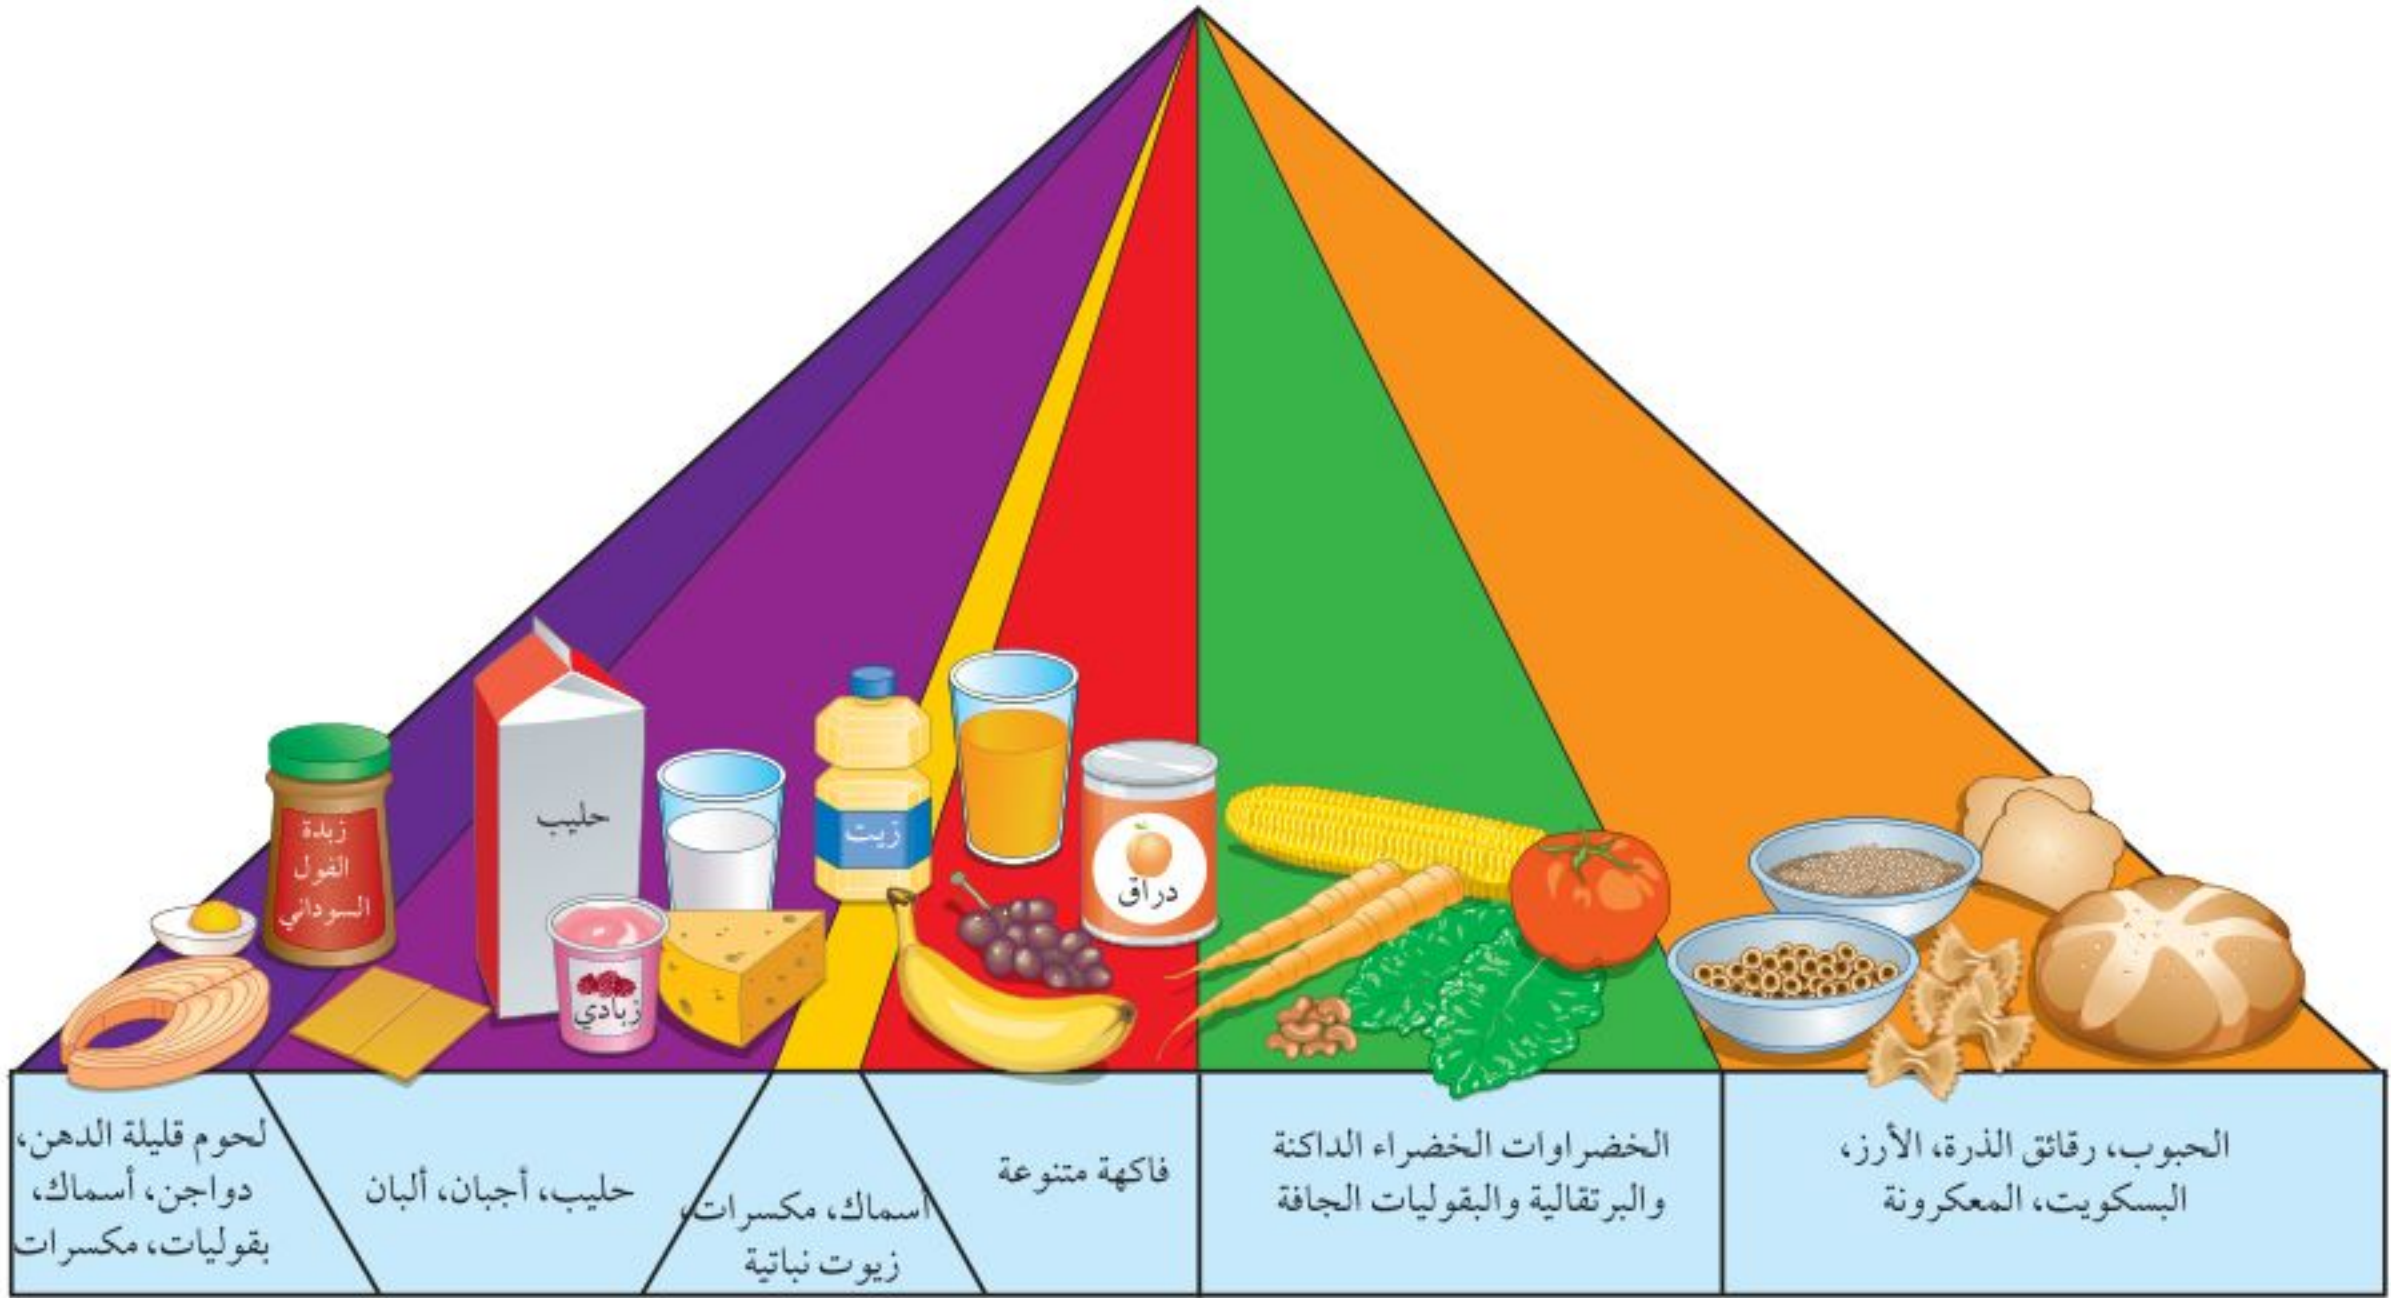 زبدة
الفول
السوداني
حليب
زبادي
زيت
دراق
الحبوب، رقائق الذرة، الأرز،
البسكويت، المعكرونة
الخضراوات الخضراء الداكنة
والبرتقالية والبقوليات الجافة
فاكهة متنوعة
أسماك، مكسرات،
زيوت نباتية
حليب، أجبان، ألبان
لحوم قليلة الدهن،
دواجن، أسماك،
بقوليات، مكسرات